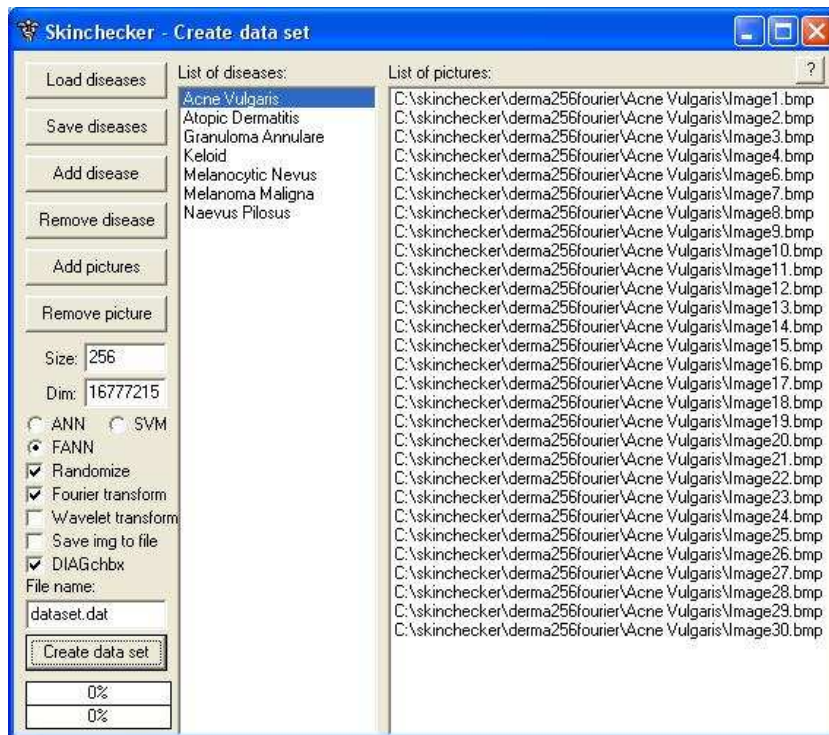 Skinchecker - Create data set
Load diseases
Save diseases
Add disease
Remove disease
Add pictures
Remove picture
Size: 256
Dim: 16777215
ANN SVM
FANN
Randomize
Fourier transform
Wavelet transform
Save img to file
DIAGchbx
File name:
dataset.dat
Create data set
0%
0%
List of diseases:
Acne Vulgaris
Atopic Dermatitis
Granuloma Annulare
Keloid
Melanocytic Nevus
Melanoma Maligna
Naevus Pilosus
List of pictures:
?
C:\skinchecker\derma256fourier\Acne Vulgaris\Image1.bmp
C:\skinchecker\derma256fourier\Acne Vulgaris\Image2.bmp
C:\skinchecker\derma256fourier\Acne Vulgaris\Image3.bmp
C:\skinchecker\derma256fourier\Acne Vulgaris\Image4.bmp
C:\skinchecker\derma256fourier\Acne Vulgaris\Image6.bmp
C:\skinchecker\derma256fourier\Acne Vulgaris\Image7.bmp
C:\skinchecker\derma256fourier\Acne Vulgaris\Image8.bmp
C:\skinchecker\derma256fourier\Acne Vulgaris\Image9.bmp
C:\skinchecker\derma256fourier\Acne Vulgaris\Image10.bmp
C:\skinchecker\derma256fourier\Acne Vulgaris\Image11.bmp
C:\skinchecker\derma256fourier\Acne Vulgaris\Image12.bmp
C:\skinchecker\derma256fourier\Acne Vulgaris\Image13.bmp
C:\skinchecker\derma256fourier\Acne Vulgaris\Image14.bmp
C:\skinchecker\derma256fourier\Acne Vulgaris\Image15.bmp
C:\skinchecker\derma256fourier\Acne Vulgaris\Image16.bmp
C:\skinchecker\derma256fourier\Acne Vulgaris\Image17.bmp
C:\skinchecker\derma256fourier\Acne Vulgaris\Image18.bmp
C:\skinchecker\derma256fourier\Acne Vulgaris\Image19.bmp
C:\skinchecker\derma256fourier\Acne Vulgaris\Image20.bmp
C:\skinchecker\derma256fourier\Acne Vulgaris\Image21.bmp
C:\skinchecker\derma256fourier\Acne Vulgaris\Image22.bmp
C:\skinchecker\derma256fourier\Acne Vulgaris\Image23.bmp
C:\skinchecker\derma256fourier\Acne Vulgaris\Image24.bmp
C:\skinchecker\derma256fourier\Acne Vulgaris\Image25.bmp
C:\skinchecker\derma256fourier\Acne Vulgaris\Image26.bmp
C:\skinchecker\derma256fourier\Acne Vulgaris\Image27.bmp
C:\skinchecker\derma256fourier\Acne Vulgaris\Image28.bmp
C:\skinchecker\derma256fourier\Acne Vulgaris\Image29.bmp
C:\skinchecker\derma256fourier\Acne Vulgaris\Image30.bmp